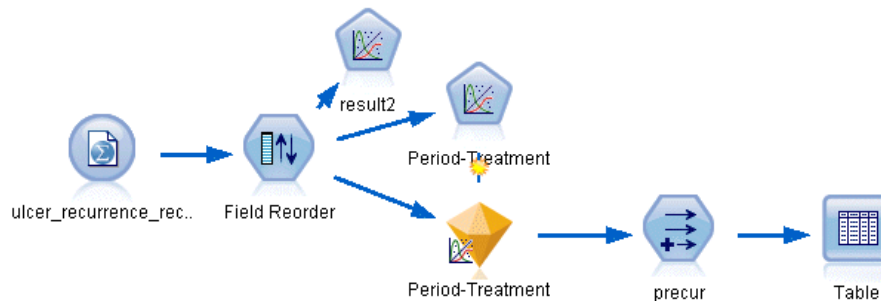 result2
Period-Treatment
ulcer_recurrence_rec..
Field Reorder
Period-Treatment
precur
Table